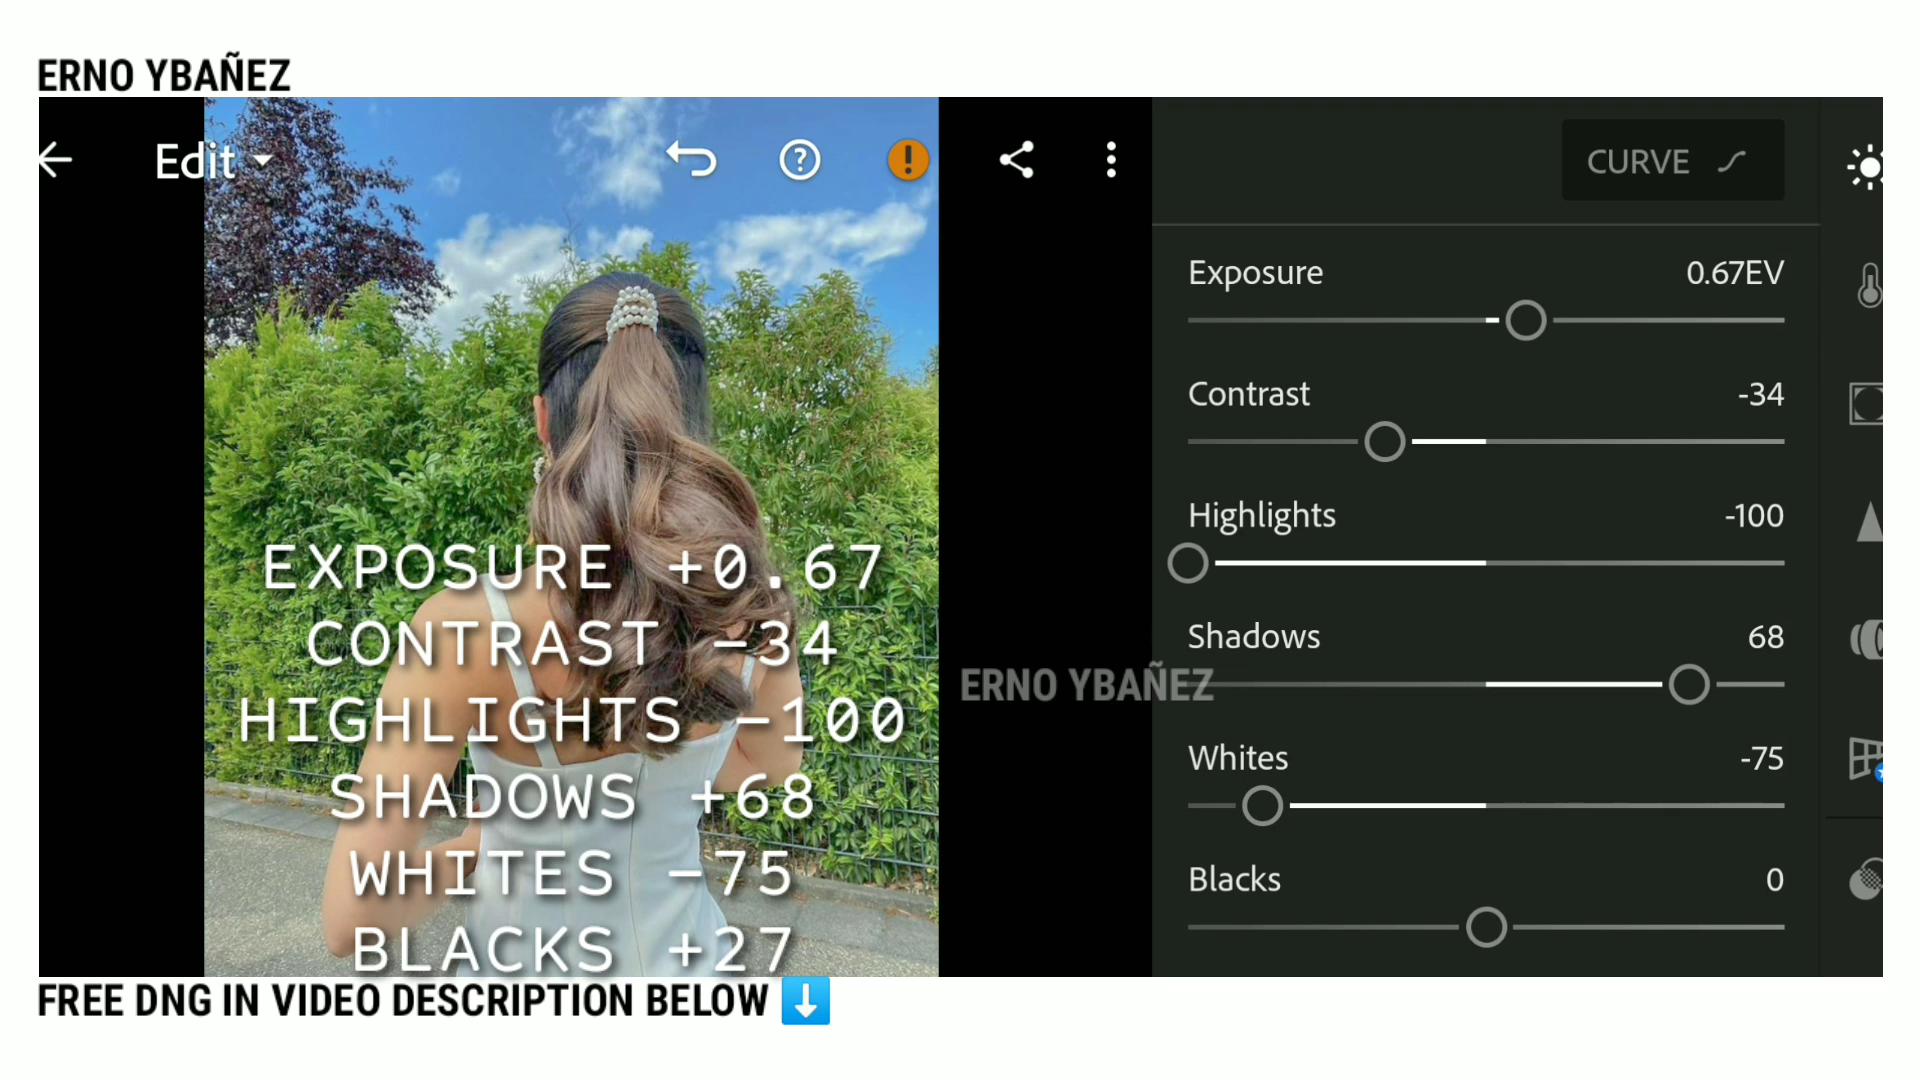 ERNO YBAÑEZ
Edit
CURVE
Exposure 0.67EV
Contrast -34
Highlights -100
Shadows 68
Whites -75
Blacks 0
EXPOSURE +0.67
CONTRAST -34
HIGHLIGHTS -100
SHADOWS +68
WHITES -75
BLACKS +27
ERNO YBAÑEZ
FREE DNG IN VIDEO DESCRIPTION BELOW